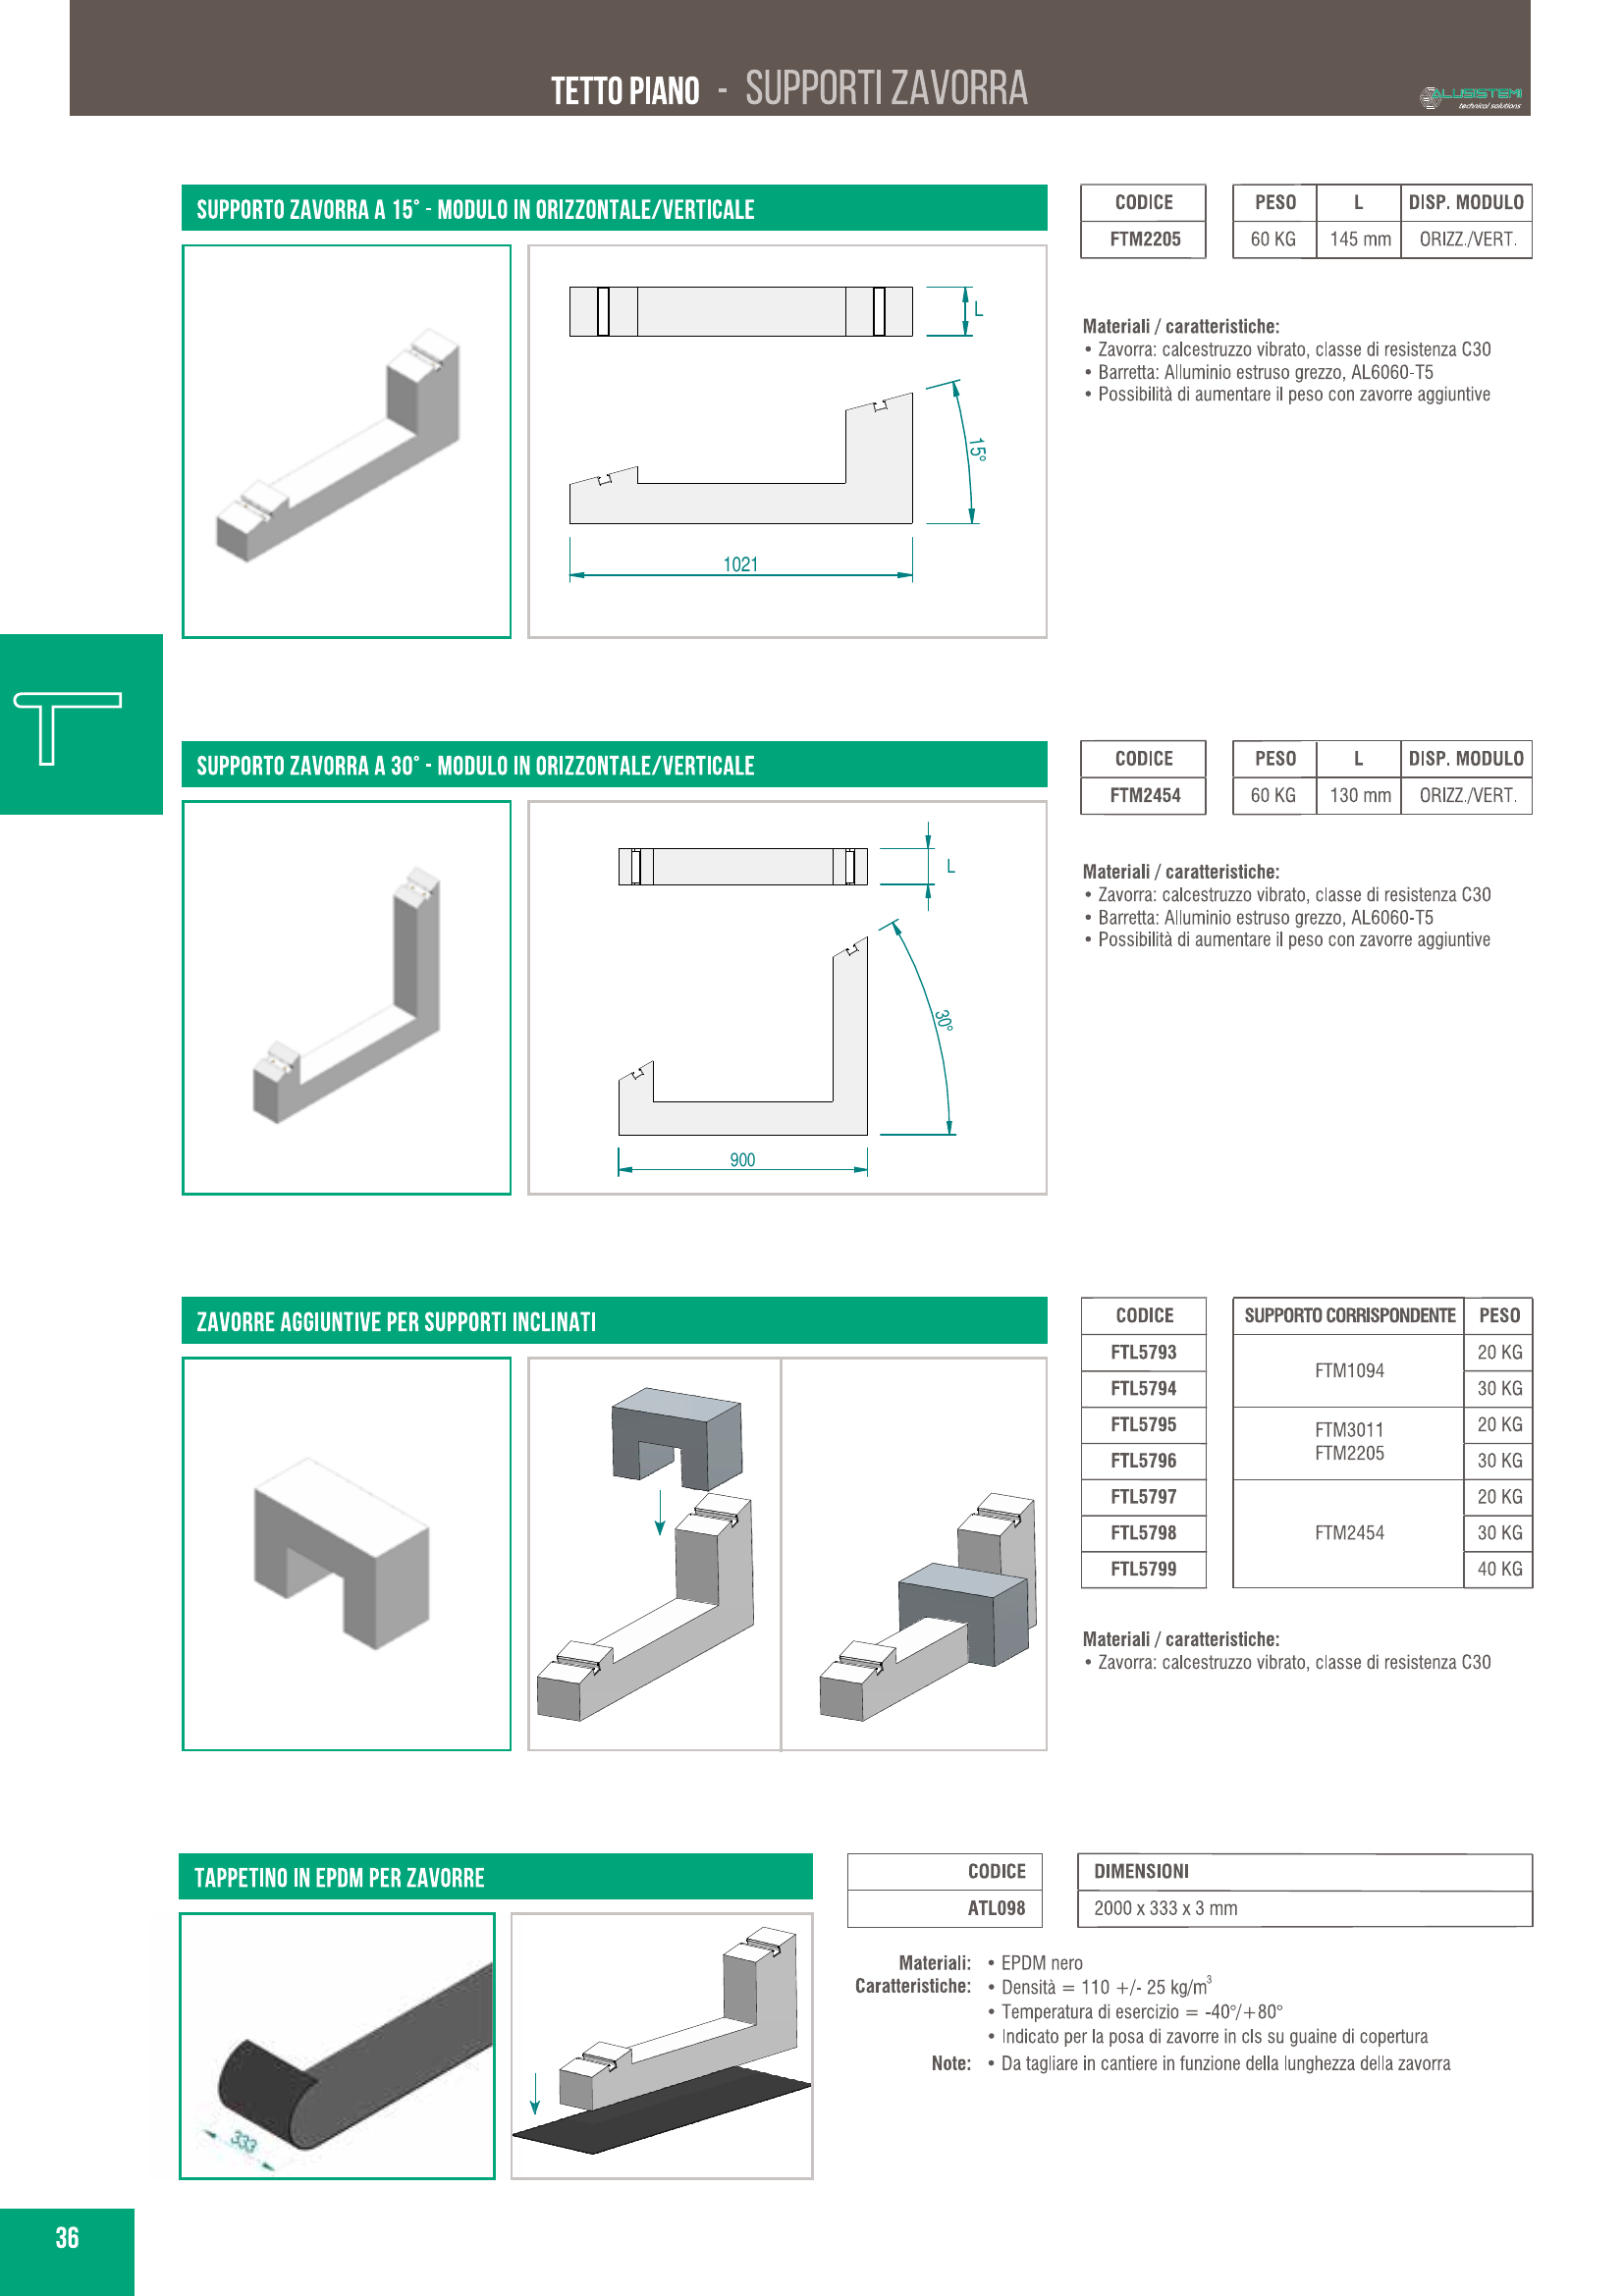 TETTO PIANO - SUPPORTI ZAVORRA
ALUSISTEMI
technical solutions
SUPPORTO ZAVORRA A 15° - MODULO IN ORIZZONTALE/VERTICALE
CODICE PESO L DISP. MODULO
FTM2205 60 KG 145 mm ORIZZ./VERT.
L
15°
1021
Materiali / caratteristiche:
• Zavorra: calcestruzzo vibrato, classe di resistenza C30
• Barretta: Alluminio estruso grezzo, AL6060-T5
• Possibilità di aumentare il peso con zavorre aggiuntive
SUPPORTO ZAVORRA A 30° - MODULO IN ORIZZONTALE/VERTICALE
CODICE PESO L DISP. MODULO
FTM2454 60 KG 130 mm ORIZZ./VERT.
L
30°
900
Materiali / caratteristiche:
• Zavorra: calcestruzzo vibrato, classe di resistenza C30
• Barretta: Alluminio estruso grezzo, AL6060-T5
• Possibilità di aumentare il peso con zavorre aggiuntive
ZAVORRE AGGIUNTIVE PER SUPPORTI INCLINATI
CODICE SUPPORTO CORRISPONDENTE PESO
FTL5793 20 KG
FTM1094
FTL5794 30 KG
FTL5795 20 KG
FTM3011
FTM2205
FTL5796 30 KG
FTL5797 20 KG
FTL5798 FTM2454 30 KG
FTL5799 40 KG
Materiali / caratteristiche:
• Zavorra: calcestruzzo vibrato, classe di resistenza C30
TAPPETINO IN EPDM PER ZAVORRE
333
CODICE DIMENSIONI
ATL098 2000 x 333 x 3 mm
Materiali: • EPDM nero
Caratteristiche: • Densità = 110 +/- 25 kg/m³
• Temperatura di esercizio = -40°/+80°
• Indicato per la posa di zavorre in cls su guaine di copertura
Note: • Da tagliare in cantiere in funzione della lunghezza della zavorra
36